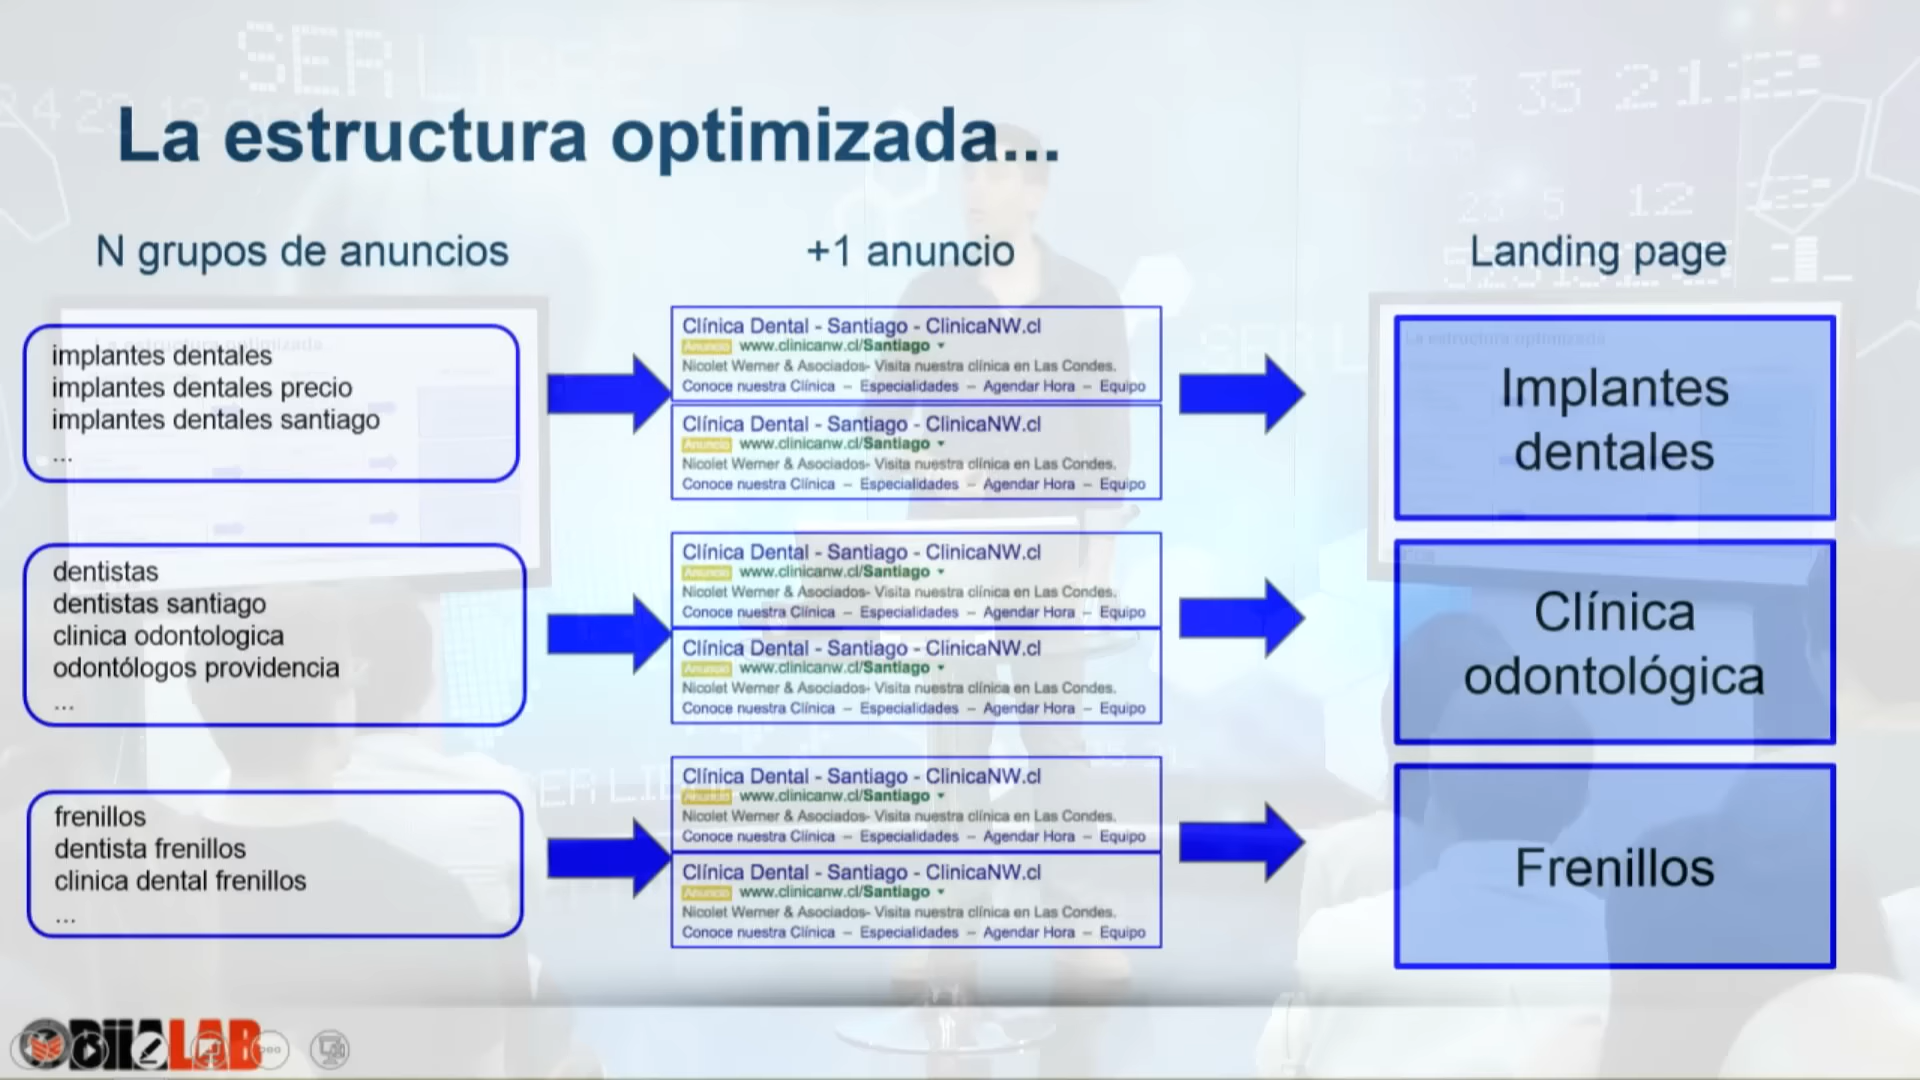 La estructura optimizada...
N grupos de anuncios
+1 anuncio
Landing page
implantes dentales
implantes dentales precio
implantes dentales santiago
...
Clínica Dental - Santiago - ClinicaNW.cl
Anuncio www.clinicanw.cl/Santiago
Nicolet Werner & Asociados- Visita nuestra clínica en Las Condes.
Conoce nuestra Clínica – Especialidades – Agendar Hora – Equipo
Clínica Dental - Santiago - ClinicaNW.cl
Anuncio www.clinicanw.cl/Santiago
Nicolet Werner & Asociados- Visita nuestra clínica en Las Condes.
Conoce nuestra Clínica – Especialidades – Agendar Hora – Equipo
Implantes
dentales
dentistas
dentistas santiago
clinica odontologica
odontólogos providencia
...
Clínica Dental - Santiago - ClinicaNW.cl
Anuncio www.clinicanw.cl/Santiago
Nicolet Werner & Asociados- Visita nuestra clínica en Las Condes.
Conoce nuestra Clínica – Especialidades – Agendar Hora – Equipo
Clínica Dental - Santiago - ClinicaNW.cl
Anuncio www.clinicanw.cl/Santiago
Nicolet Werner & Asociados- Visita nuestra clínica en Las Condes.
Conoce nuestra Clínica – Especialidades – Agendar Hora – Equipo
Clínica
odontológica
frenillos
dentista frenillos
clinica dental frenillos
...
Clínica Dental - Santiago - ClinicaNW.cl
Anuncio www.clinicanw.cl/Santiago
Nicolet Werner & Asociados- Visita nuestra clínica en Las Condes.
Conoce nuestra Clínica – Especialidades – Agendar Hora – Equipo
Clínica Dental - Santiago - ClinicaNW.cl
Anuncio www.clinicanw.cl/Santiago
Nicolet Werner & Asociados- Visita nuestra clínica en Las Condes.
Conoce nuestra Clínica – Especialidades – Agendar Hora – Equipo
Frenillos
BIIALAB